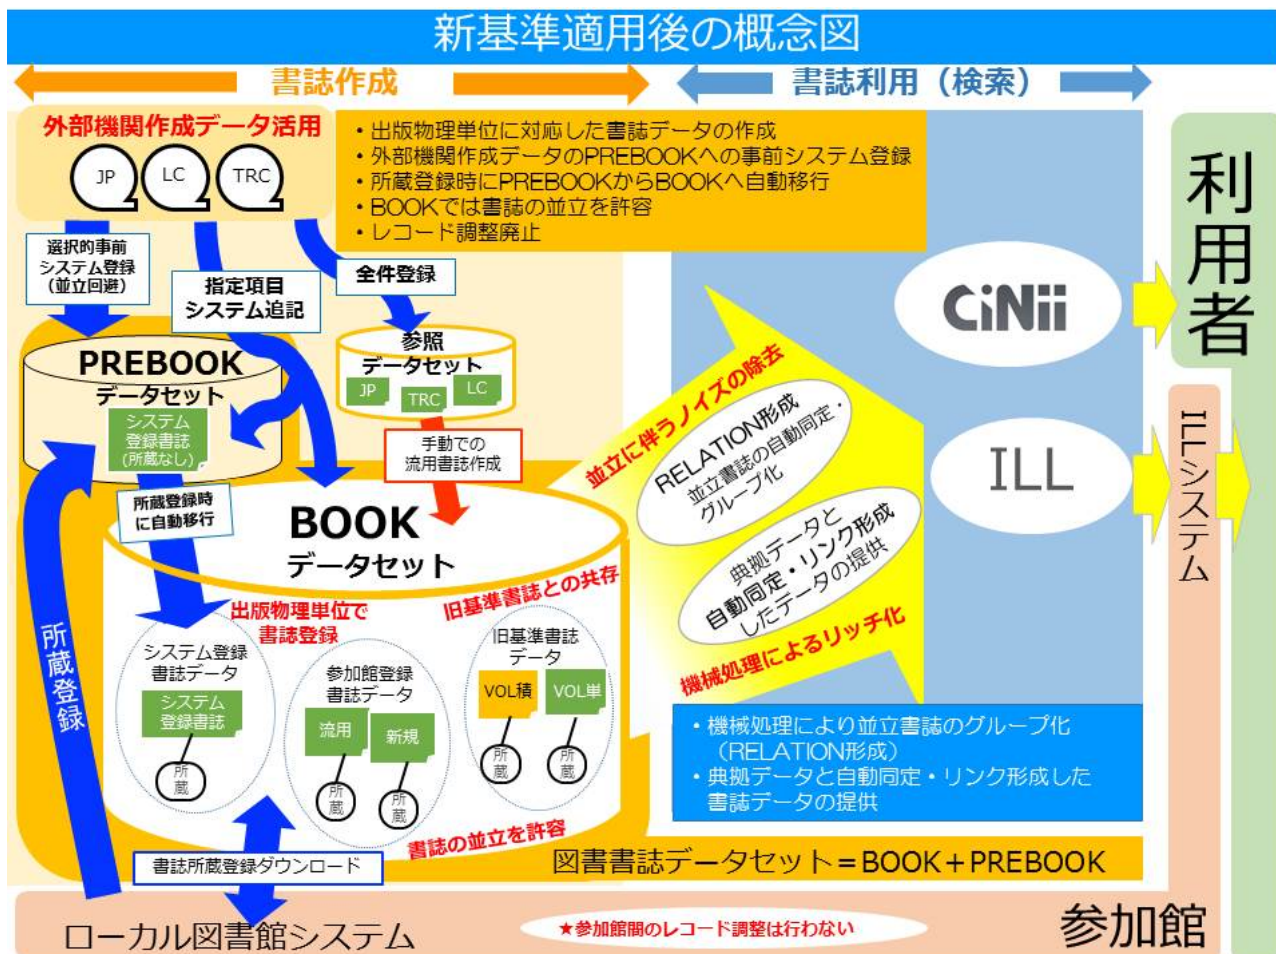 新基準適用後の概念図
書誌作成
書誌利用（検索）
外部機関作成データ活用
JP
LC
TRC
・出版物理単位に対応した書誌データの作成
・外部機関作成データのPREBOOKへの事前システム登録
・所蔵登録時にPREBOOKからBOOKへ自動移行
・BOOKでは書誌の並立を許容
・レコード調整廃止
選択的事前
システム登録
（並立回避）
指定項目
システム追記
全件登録
PREBOOK
データセット
システム
登録書誌
(所蔵なし)
参照
データセット
JP
TRC
LC
手動での
流用書誌作成
所蔵登録時
に自動移行
BOOK
データセット
出版物理単位で
書誌登録
旧基準書誌との共存
システム登録
書誌データ
システム
登録書誌
所
蔵
参加館登録
書誌データ
流用
新規
所
蔵
所
蔵
旧基準書誌
データ
VOL積
VOL単
所
蔵
所
蔵
書誌の並立を許容
所蔵登録
書誌所蔵登録ダウンロード
並立に伴うノイズの除去
RELATION形成
並立書誌の自動同定・
グループ化
典拠データと
自動同定・リンク形成
したデータの提供
機械処理によるリッチ化
CiNii
ILL
利用者
ILLシステム
・機械処理により並立書誌のグループ化
（RELATION形成）
・典拠データと自動同定・リンク形成した
書誌データの提供
図書書誌データセット＝BOOK＋PREBOOK
ローカル図書館システム
★参加館間のレコード調整は行わない
参加館